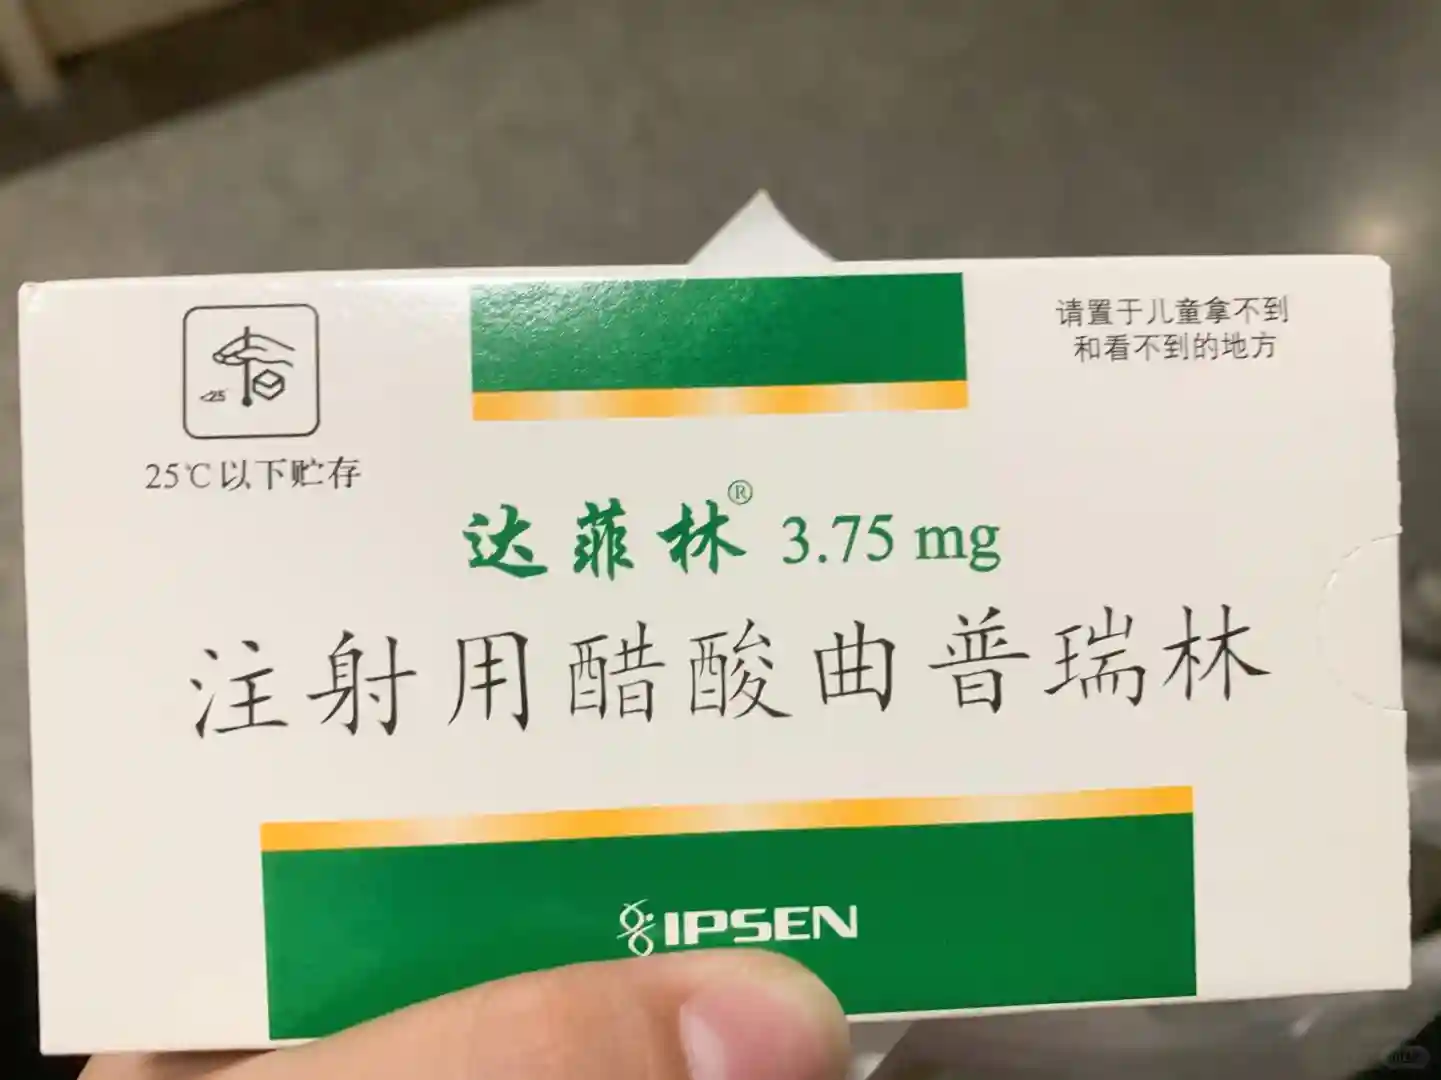 请置于儿童拿不到
和看不到的地方
<25
25℃以下贮存
达菲林® 3.75 mg
注射用醋酸曲普瑞林
IPSEN